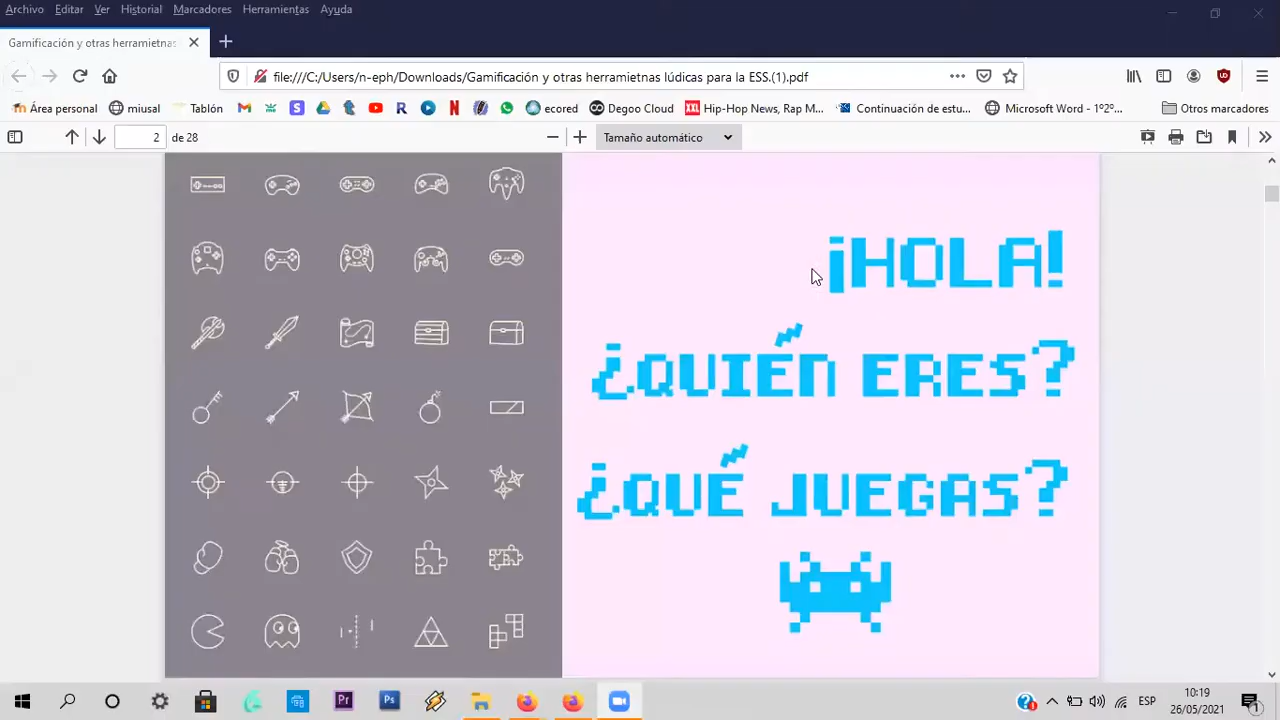 Archivo Editar Ver Historial Marcadores Herramientas Ayuda
Gamificación y otras herramietnas
file:///C:/Users/n-eph/Downloads/Gamificación y otras herramietnas lúdicas para la ESS.(1).pdf
Área personal miusal Tablón ecored Degoo Cloud Hip-Hop News, Rap M... Continuación de estu... Microsoft Word - 1º2º... Otros marcadores
2 de 28 Tamaño automático
¡HOLA!
¿QUIÉN ERES?
¿QUÉ JUEGAS?
ESP
10:19
26/05/2021